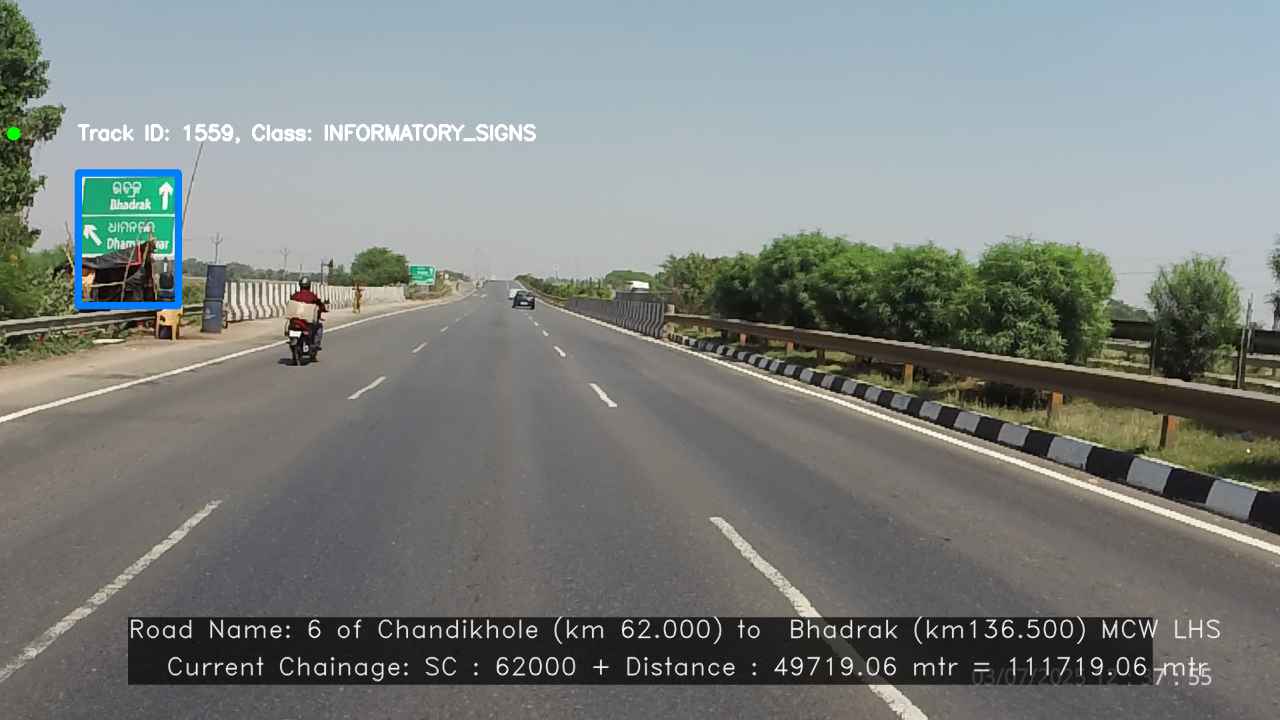 Track ID: 1559, Class: INFORMATORY_SIGNS
ଭଦ୍ରକ
Bhadrak
ଧାମନଗର
Road Name: 6 of Chandikhole (km 62.000) to Bhadrak (km136.500) MCW LHS
Current Chainage: SC : 62000 + Distance : 49719.06 mtr = 111719.06 mtr